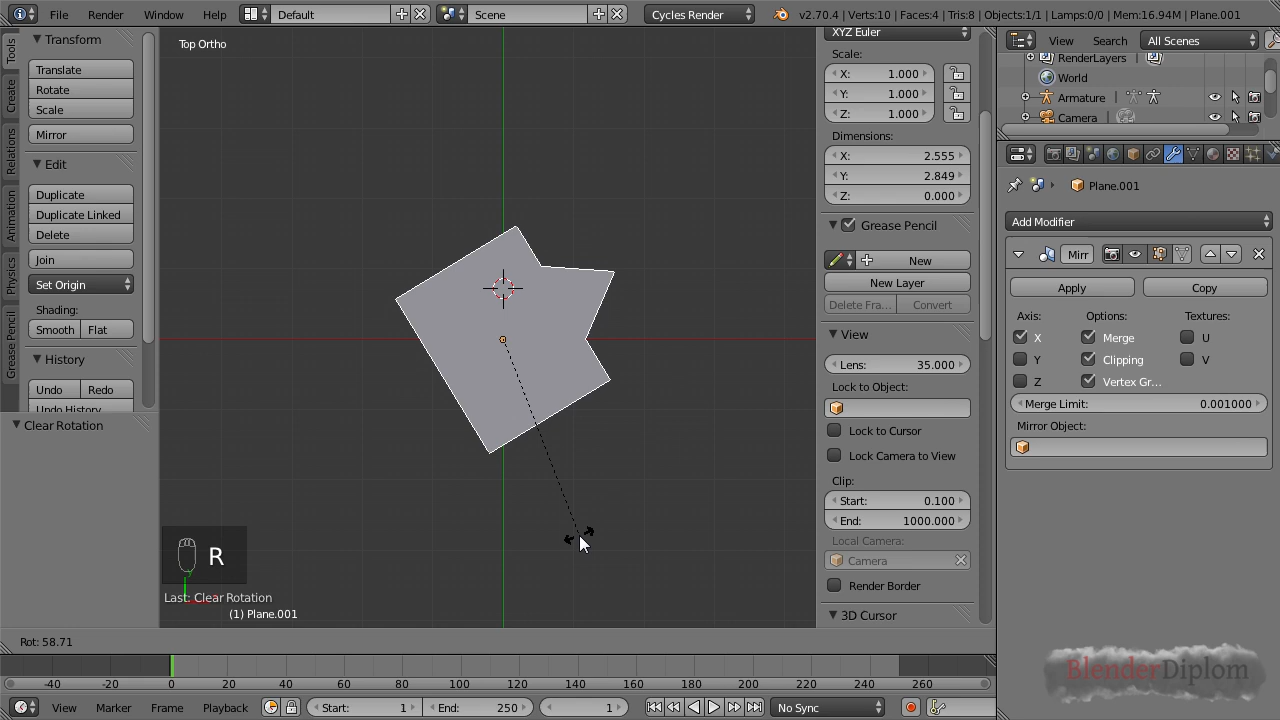 File Render Window Help Default Scene Cycles Render v2.70.4 | Verts:10 | Faces:4 | Tris:8 | Objects:1/1 | Lamps:0/0 | Mem:16.94M | Plane.001
Tools
Create
Relations
Animation
Physics
Grease Pencil
Transform
Translate
Rotate
Scale
Mirror
Edit
Duplicate
Duplicate Linked
Delete
Join
Set Origin
Shading:
Smooth Flat
History
Undo Redo
Undo History
Clear Rotation
Top Ortho
R
Last: Clear Rotation
(1) Plane.001
XYZ Euler
Scale:
X: 1.000
Y: 1.000
Z: 1.000
Dimensions:
X: 2.555
Y: 2.849
Z: 0.000
Grease Pencil
New
New Layer
Delete Fra... Convert
View
Lens: 35.000
Lock to Object:
Lock to Cursor
Lock Camera to View
Clip:
Start: 0.100
End: 1000.000
Local Camera:
Camera
Render Border
3D Cursor
View Search All Scenes
RenderLayers
World
Armature
Camera
Plane.001
Add Modifier
Mirr
Apply Copy
Axis: Options: Textures:
X Merge U
Y Clipping V
Z Vertex Gr...
Merge Limit: 0.001000
Mirror Object:
Rot: 58.71
-40 -20 0 20 40 60 80 100 120 140 160 180 200 220 240 260
View Marker Frame Playback Start: 1 End: 250 1 No Sync
BlenderDiplom